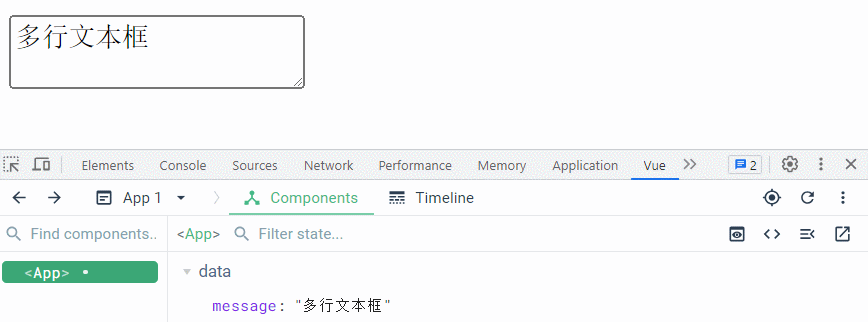 多行文本框
Elements Console Sources Network Performance Memory Application Vue 2
App 1 Components Timeline
Find components.. <App> Filter state...
<App> data
message: "多行文本框"